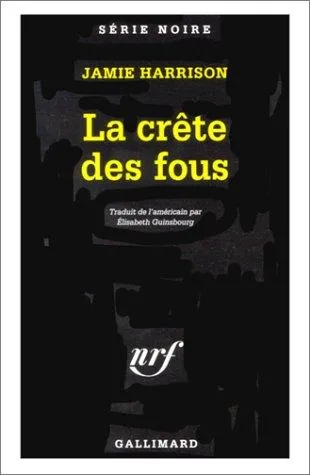 SÉRIE NOIRE
JAMIE HARRISON
La crête
des fous
Traduit de l'américain par
Élisabeth Guinsbourg
nrf
GALLIMARD